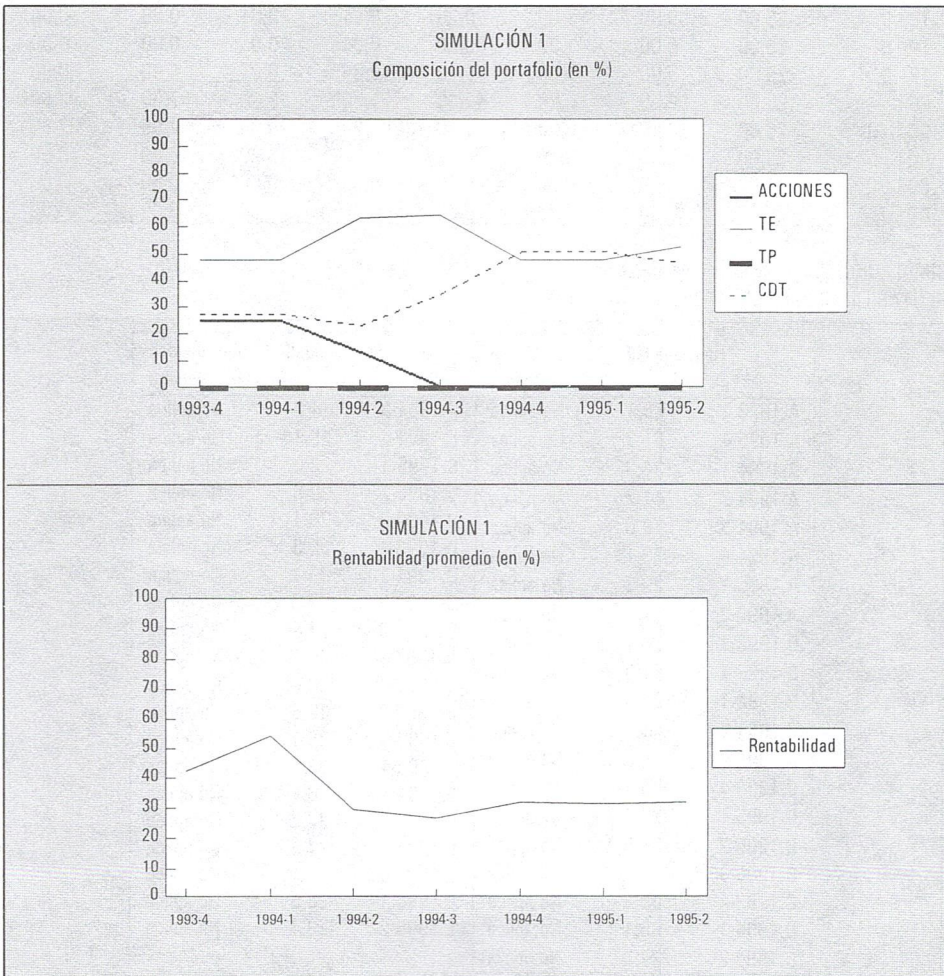 SIMULACIÓN 1
Composición del portafolio (en %)
100
90
80
70
60
50
40
30
20
10
0
1993-4 1994-1 1994-2 1994-3 1994-4 1995-1 1995-2
ACCIONES
TE
TP
CDT
SIMULACIÓN 1
Rentabilidad promedio (en %)
100
90
80
70
60
50
40
30
20
10
0
1993-4 1994-1 1994-2 1994-3 1994-4 1995-1 1995-2
Rentabilidad